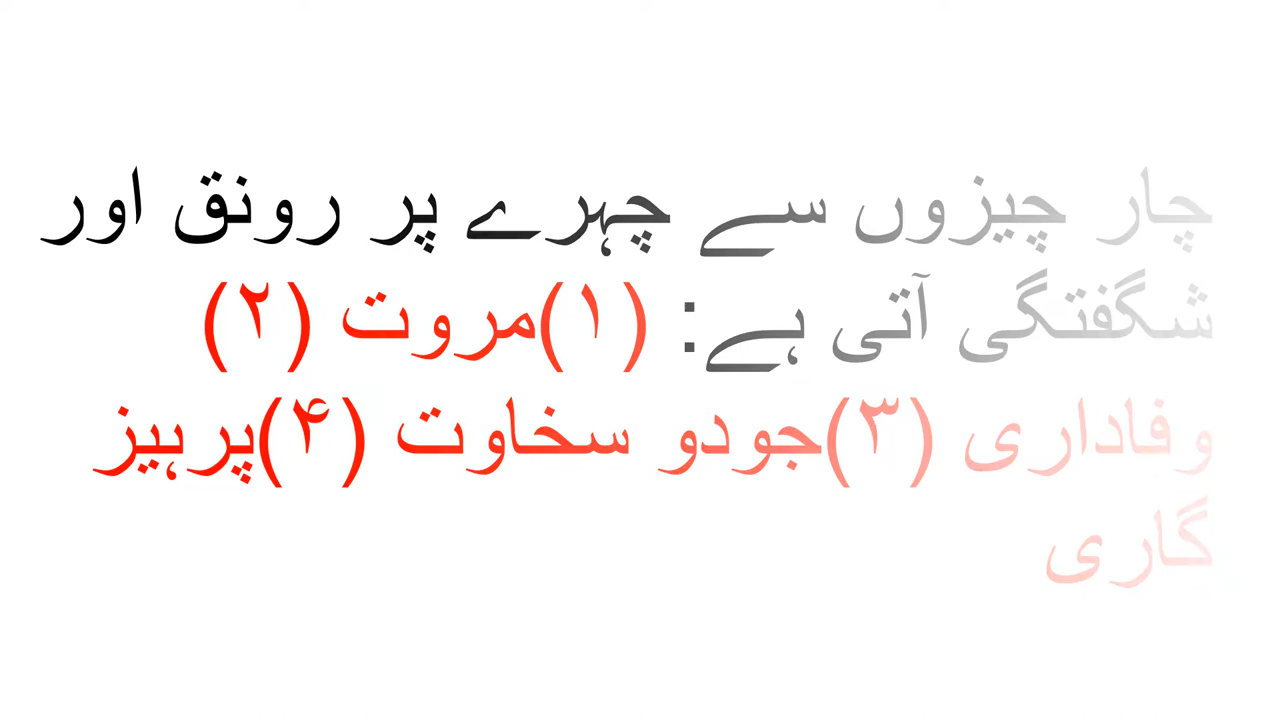 چار چیزوں سے چہرے پر رونق اور
شگفتگی آتی ہے: (۱)مروت (۲)
وفاداری (۳)جودو سخاوت (۴)پرہیز
گاری